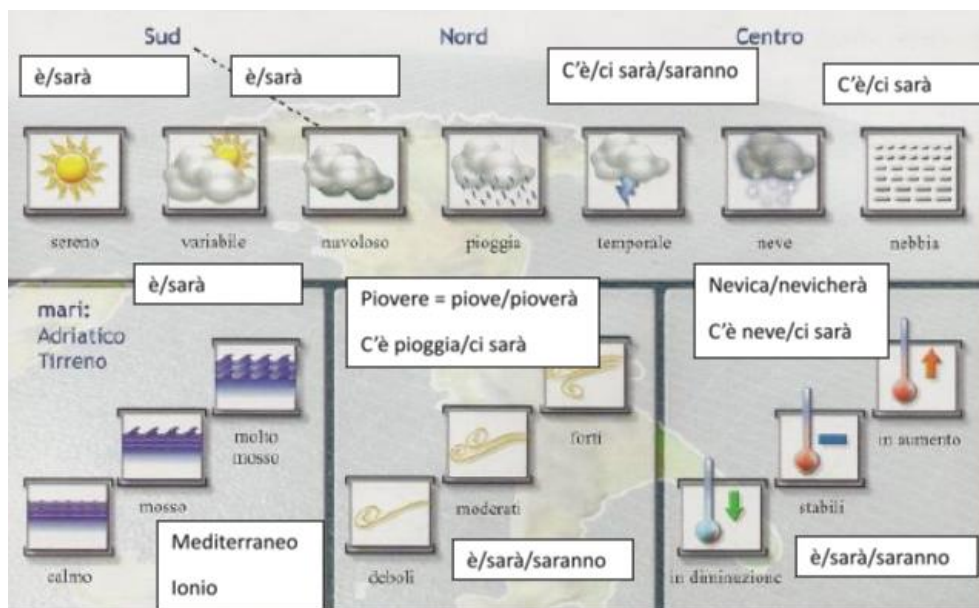 Sud Nord Centro
è/sarà è/sarà C'è/ci sarà/saranno C'è/ci sarà
sereno variabile nuvoloso pioggia temporale neve nebbia
è/sarà
mari:
Adriatico
Tirreno
molto
mosso
mosso
calmo
Mediterraneo
Ionio
Piovere = piove/pioverà
C'è pioggia/ci sarà
forti
moderati
deboli
è/sarà/saranno
Nevica/nevicherà
C'è neve/ci sarà
in aumento
stabili
in diminuzione
è/sarà/saranno